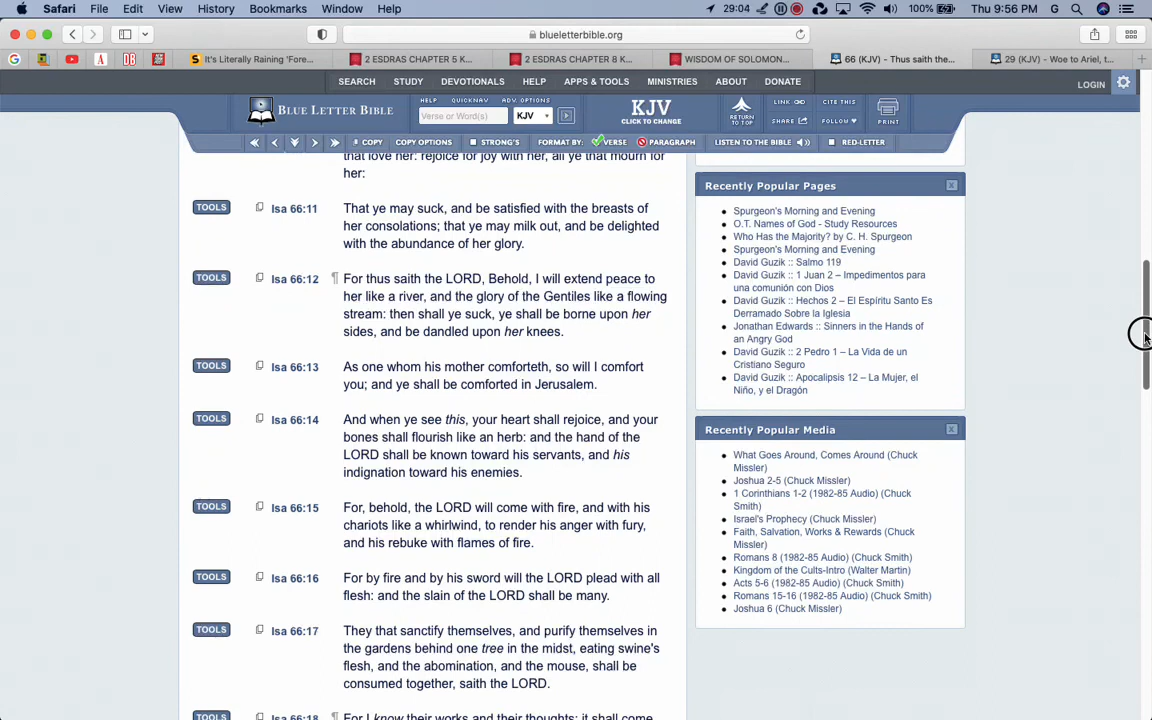 Safari File Edit View History Bookmarks Window Help 29:04 100% Thu 9:56 PM G
blueletterbible.org
It's Literally Raining 'Fore... 2 ESDRAS CHAPTER 5 K... 2 ESDRAS CHAPTER 8 K... WISDOM OF SOLOMON... 66 (KJV) - Thus saith the... 29 (KJV) - Woe to Ariel, t...
SEARCH STUDY DEVOTIONALS HELP APPS & TOOLS MINISTRIES ABOUT DONATE LOGIN
BLUE LETTER BIBLE
HELP QUICKNAV ADV. OPTIONS
Verse or Word(s) KJV
KJV
CLICK TO CHANGE
RETURN TO TOP
LINK CITE THIS
SHARE FOLLOW
PRINT
COPY COPY OPTIONS STRONG'S FORMAT BY: VERSE PARAGRAPH LISTEN TO THE BIBLE RED-LETTER
that love her: rejoice for joy with her, all ye that mourn for
her:
TOOLS Isa 66:11 That ye may suck, and be satisfied with the breasts of
her consolations; that ye may milk out, and be delighted
with the abundance of her glory.
TOOLS Isa 66:12 ¶ For thus saith the LORD, Behold, I will extend peace to
her like a river, and the glory of the Gentiles like a flowing
stream: then shall ye suck, ye shall be borne upon her
sides, and be dandled upon her knees.
TOOLS Isa 66:13 As one whom his mother comforteth, so will I comfort
you; and ye shall be comforted in Jerusalem.
TOOLS Isa 66:14 And when ye see this, your heart shall rejoice, and your
bones shall flourish like an herb: and the hand of the
LORD shall be known toward his servants, and his
indignation toward his enemies.
TOOLS Isa 66:15 For, behold, the LORD will come with fire, and with his
chariots like a whirlwind, to render his anger with fury,
and his rebuke with flames of fire.
TOOLS Isa 66:16 For by fire and by his sword will the LORD plead with all
flesh: and the slain of the LORD shall be many.
TOOLS Isa 66:17 They that sanctify themselves, and purify themselves in
the gardens behind one tree in the midst, eating swine's
flesh, and the abomination, and the mouse, shall be
consumed together, saith the LORD.
TOOLS Isa 66:18 ¶ For I know their works and their thoughts: it shall come
Recently Popular Pages
Spurgeon's Morning and Evening
O.T. Names of God - Study Resources
Who Has the Majority? by C. H. Spurgeon
Spurgeon's Morning and Evening
David Guzik :: Salmo 119
David Guzik :: 1 Juan 2 – Impedimentos para
una comunión con Dios
David Guzik :: Hechos 2 – El Espíritu Santo Es
Derramado Sobre la Iglesia
Jonathan Edwards :: Sinners in the Hands of
an Angry God
David Guzik :: 2 Pedro 1 – La Vida de un
Cristiano Seguro
David Guzik :: Apocalipsis 12 – La Mujer, el
Niño, y el Dragón
Recently Popular Media
What Goes Around, Comes Around (Chuck
Missler)
Joshua 2-5 (Chuck Missler)
1 Corinthians 1-2 (1982-85 Audio) (Chuck
Smith)
Israel's Prophecy (Chuck Missler)
Faith, Salvation, Works & Rewards (Chuck
Missler)
Romans 8 (1982-85 Audio) (Chuck Smith)
Kingdom of the Cults-Intro (Walter Martin)
Acts 5-6 (1982-85 Audio) (Chuck Smith)
Romans 15-16 (1982-85 Audio) (Chuck Smith)
Joshua 6 (Chuck Missler)